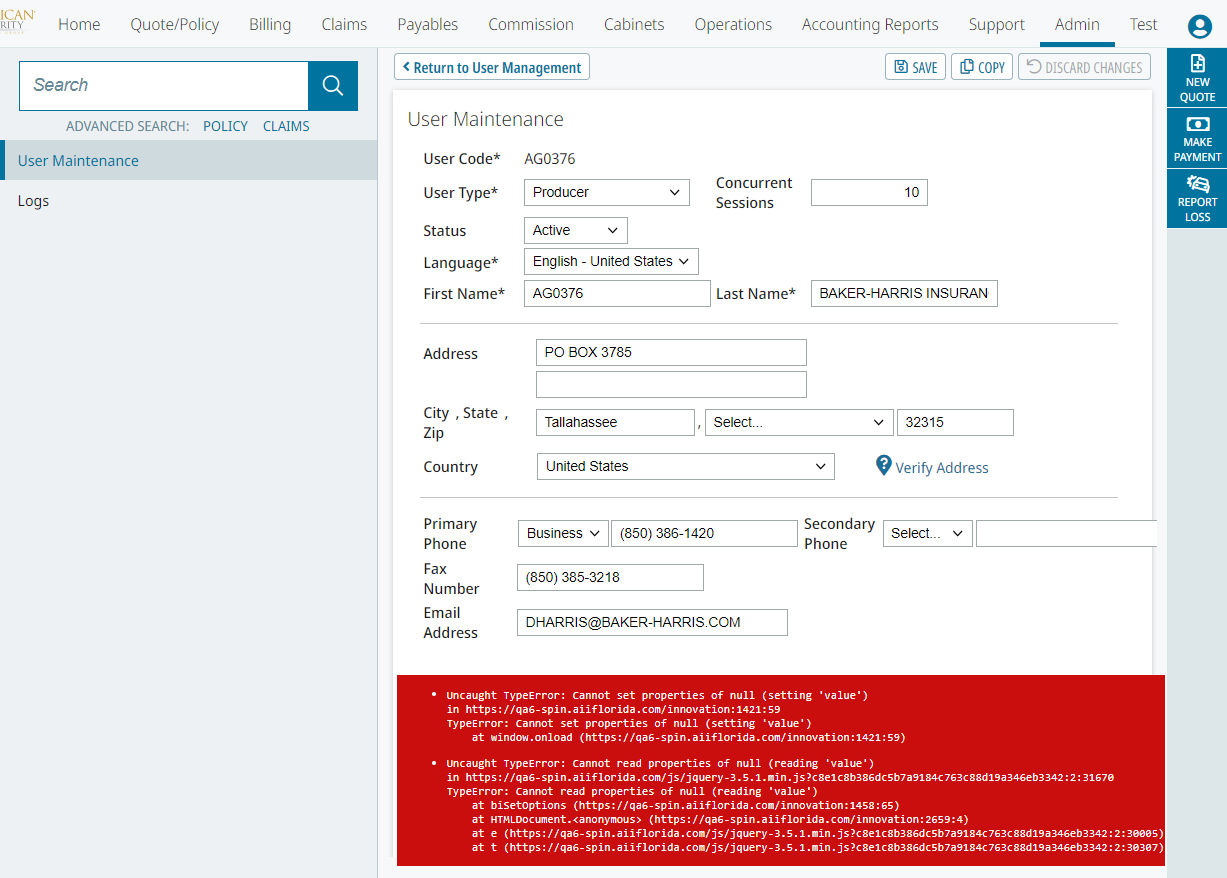 ICAN
RITY
Home Quote/Policy Billing Claims Payables Commission Cabinets Operations Accounting Reports Support Admin Test
Search
ADVANCED SEARCH: POLICY CLAIMS
User Maintenance
Logs
Return to User Management
SAVE COPY DISCARD CHANGES
NEW
QUOTE
MAKE
PAYMENT
REPORT
LOSS
User Maintenance
User Code* AG0376
User Type* Producer Concurrent
Sessions 10
Status Active
Language* English - United States
First Name* AG0376 Last Name* BAKER-HARRIS INSURAN
Address PO BOX 3785
City , State ,
Zip Tallahassee , Select... 32315
Country United States ? Verify Address
Primary
Phone Business (850) 386-1420 Secondary
Phone Select...
Fax
Number (850) 385-3218
Email
Address DHARRIS@BAKER-HARRIS.COM
• Uncaught TypeError: Cannot set properties of null (setting 'value')
in https://qa6-spin.aiiflorida.com/innovation:1421:59
TypeError: Cannot set properties of null (setting 'value')
at window.onload (https://qa6-spin.aiiflorida.com/innovation:1421:59)
• Uncaught TypeError: Cannot read properties of null (reading 'value')
in https://qa6-spin.aiiflorida.com/js/jquery-3.5.1.min.js?c8e1c8b386dc5b7a9184c763c88d19a346eb3342:2:31670
TypeError: Cannot read properties of null (reading 'value')
at biSetOptions (https://qa6-spin.aiiflorida.com/innovation:1458:65)
at HTMLDocument.<anonymous> (https://qa6-spin.aiiflorida.com/innovation:2659:4)
at e (https://qa6-spin.aiiflorida.com/js/jquery-3.5.1.min.js?c8e1c8b386dc5b7a9184c763c88d19a346eb3342:2:30005)
at t (https://qa6-spin.aiiflorida.com/js/jquery-3.5.1.min.js?c8e1c8b386dc5b7a9184c763c88d19a346eb3342:2:30307)